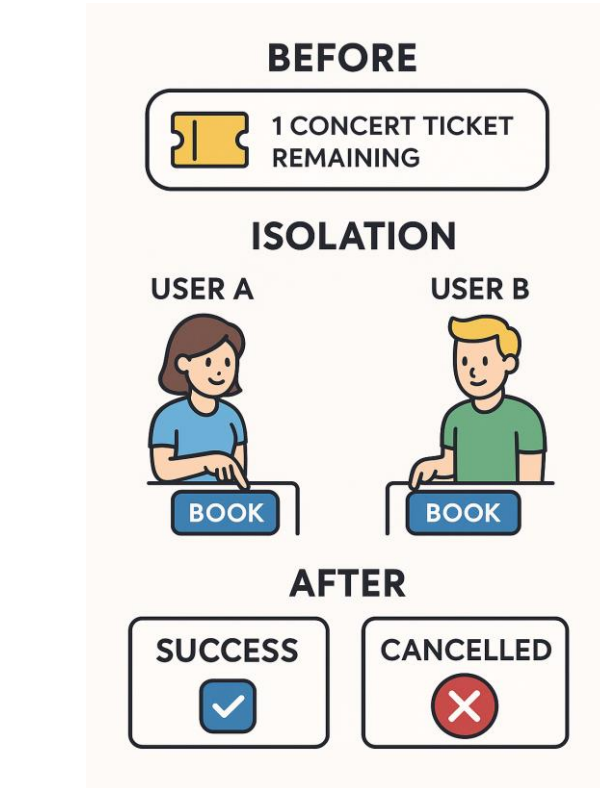 BEFORE
1 CONCERT TICKET
REMAINING
ISOLATION
USER A
USER B
BOOK
BOOK
AFTER
SUCCESS
CANCELLED